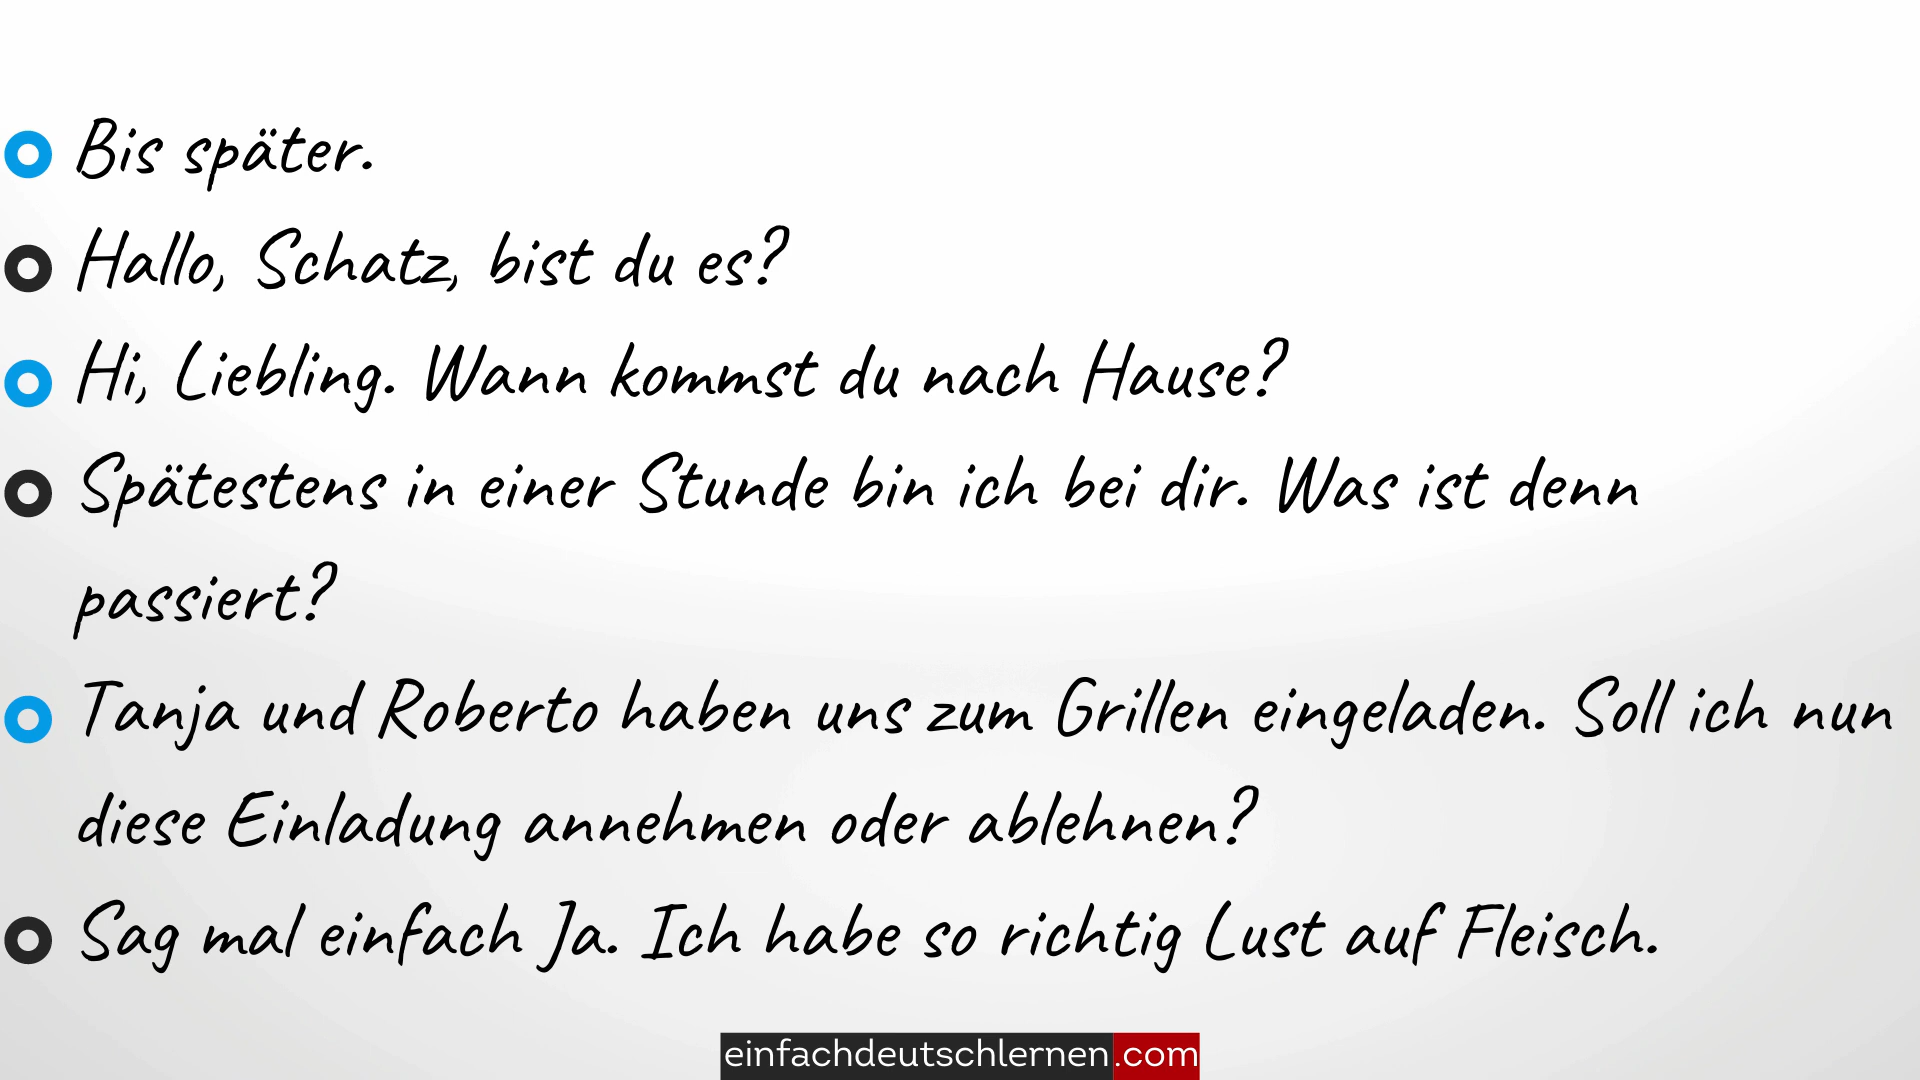 Bis später.
Hallo, Schatz, bist du es?
Hi, Liebling. Wann kommst du nach Hause?
Spätestens in einer Stunde bin ich bei dir. Was ist denn
passiert?
Tanja und Roberto haben uns zum Grillen eingeladen. Soll ich nun
diese Einladung annehmen oder ablehnen?
Sag mal einfach Ja. Ich habe so richtig Lust auf Fleisch.
einfachdeutschlernen.com